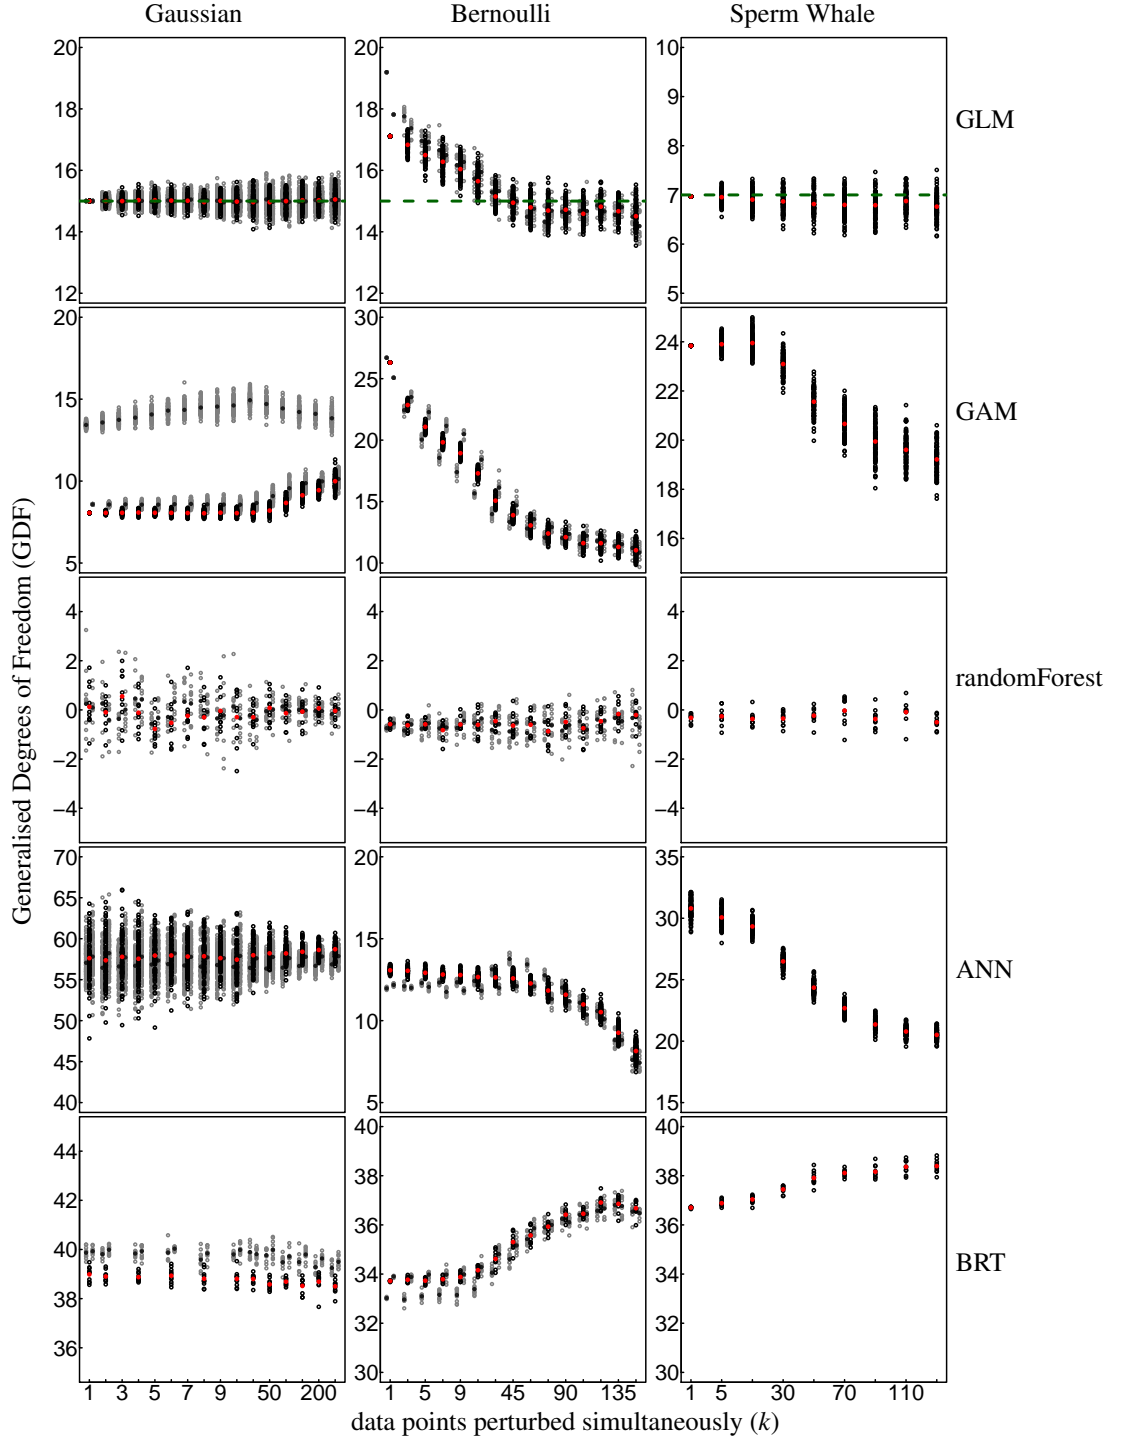 Gaussian Bernoulli Sperm Whale
20 20 10
18 18 9
8
16 16 7
14 14 6
12 12 5
GLM
20 30 24
25 22
15 20 20
10 15 18
5 10 16
GAM
4 4 4
2 2 2
0 0 0
−2 −2 −2
−4 −4 −4
randomForest
70 20 35
65 30
60 15
55 25
50 10 20
45
40 5 15
ANN
44 40 40
42 38 38
40 36 36
34 34
38 32 32
36 30 30
BRT
1 3 5 7 9 50 200 1 5 9 45 90 135 1 5 30 70 110
data points perturbed simultaneously (k)
Generalised Degrees of Freedom (GDF)